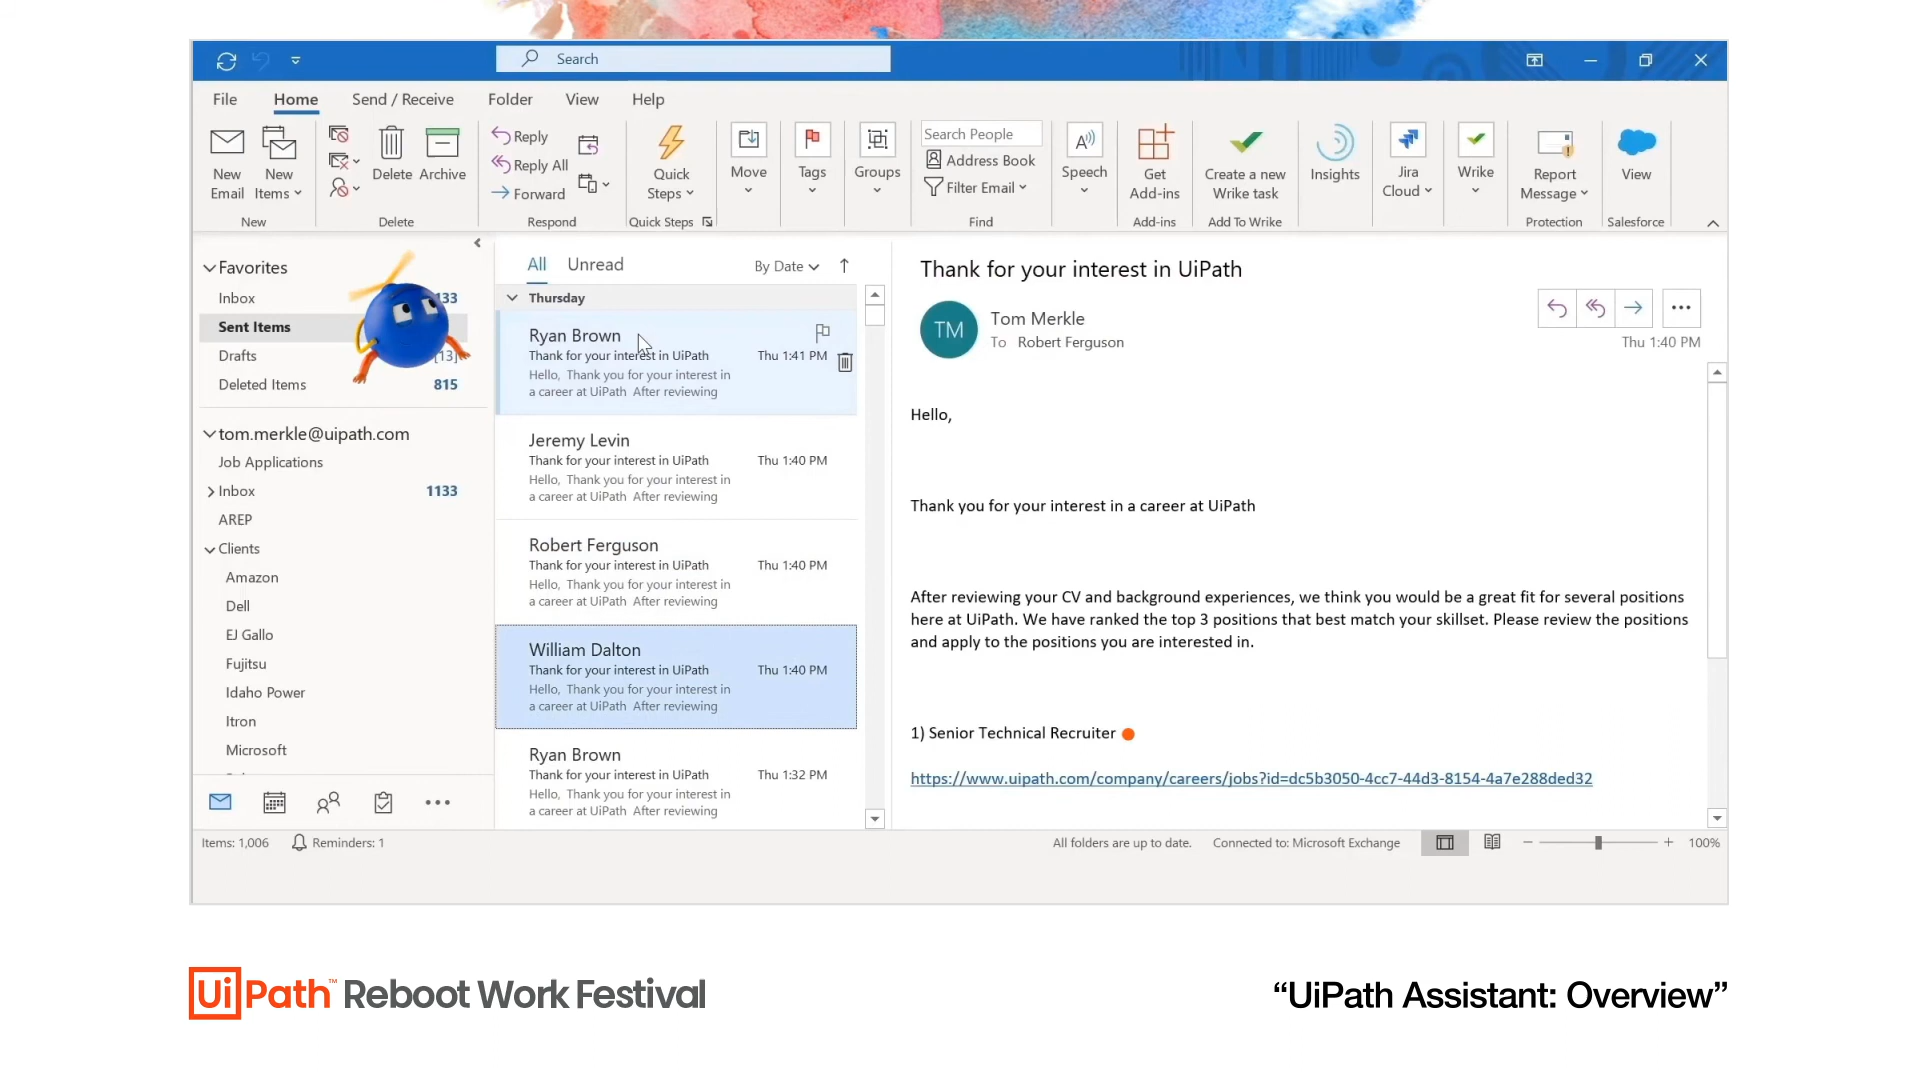 Search
File Home Send / Receive Folder View Help
New Email
New Items
New
Delete
Archive
Delete
Reply
Reply All
Forward
Respond
Quick Steps
Quick Steps
Move
Tags
Groups
Search People
Address Book
Filter Email
Find
Speech
Get Add-ins
Add-ins
Create a new Wrike task
Add To Wrike
Insights
Jira Cloud
Wrike
Report Message
Protection
View
Salesforce
Favorites
Inbox 133
Sent Items
Drafts [13]
Deleted Items 815
tom.merkle@uipath.com
Job Applications
Inbox 1133
AREP
Clients
Amazon
Dell
EJ Gallo
Fujitsu
Idaho Power
Itron
Microsoft
All Unread By Date
Thursday
Ryan Brown
Thank for your interest in UiPath Thu 1:41 PM
Hello, Thank you for your interest in
a career at UiPath After reviewing
Jeremy Levin
Thank for your interest in UiPath Thu 1:40 PM
Hello, Thank you for your interest in
a career at UiPath After reviewing
Robert Ferguson
Thank for your interest in UiPath Thu 1:40 PM
Hello, Thank you for your interest in
a career at UiPath After reviewing
William Dalton
Thank for your interest in UiPath Thu 1:40 PM
Hello, Thank you for your interest in
a career at UiPath After reviewing
Ryan Brown
Thank for your interest in UiPath Thu 1:32 PM
Hello, Thank you for your interest in
a career at UiPath After reviewing
Thank for your interest in UiPath
TM
Tom Merkle
To Robert Ferguson
Thu 1:40 PM
Hello,
Thank you for your interest in a career at UiPath
After reviewing your CV and background experiences, we think you would be a great fit for several positions
here at UiPath. We have ranked the top 3 positions that best match your skillset. Please review the positions
and apply to the positions you are interested in.
1) Senior Technical Recruiter
https://www.uipath.com/company/careers/jobs?id=dc5b3050-4cc7-44d3-8154-4a7e288ded32
Items: 1,006 Reminders: 1 All folders are up to date. Connected to: Microsoft Exchange 100%
UiPath™ Reboot Work Festival
“UiPath Assistant: Overview”